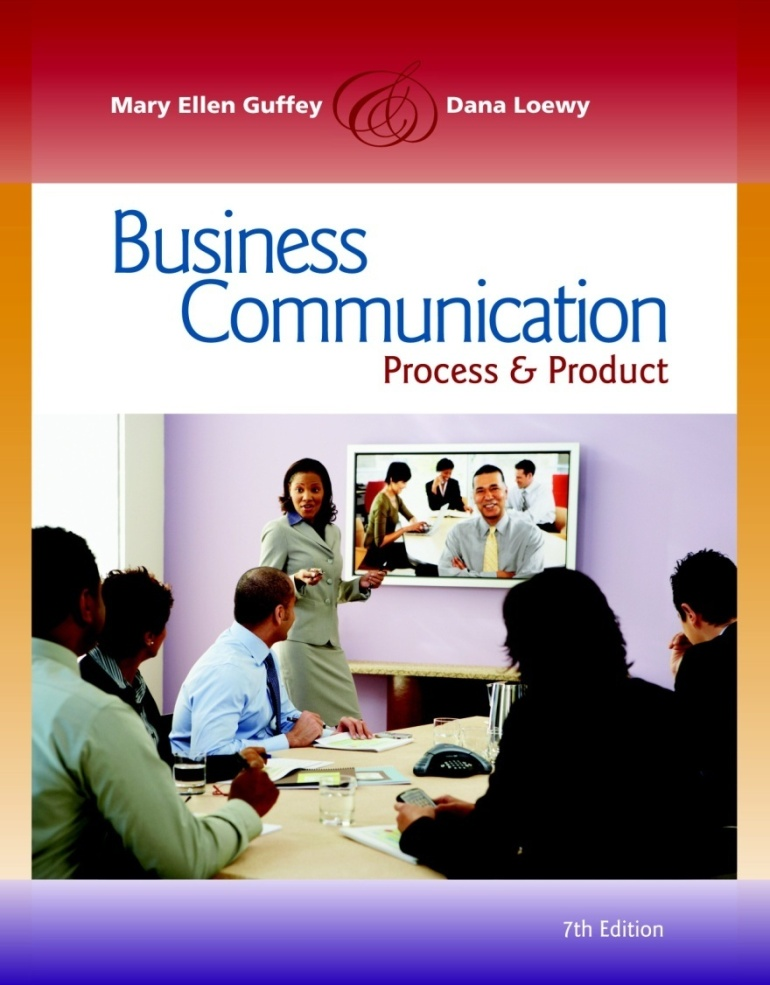 Mary Ellen Guffey & Dana Loewy
Business
Communication
Process & Product
7th Edition